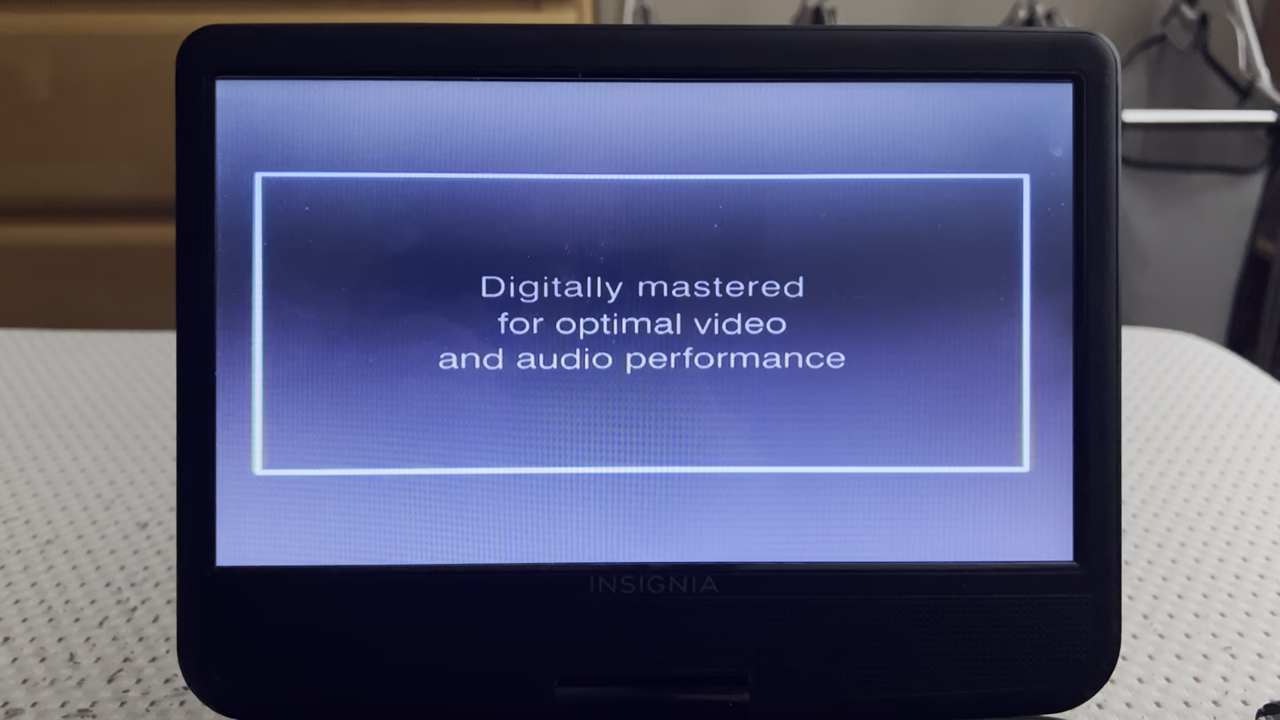 Digitally mastered
for optimal video
and audio performance
INSIGNIA